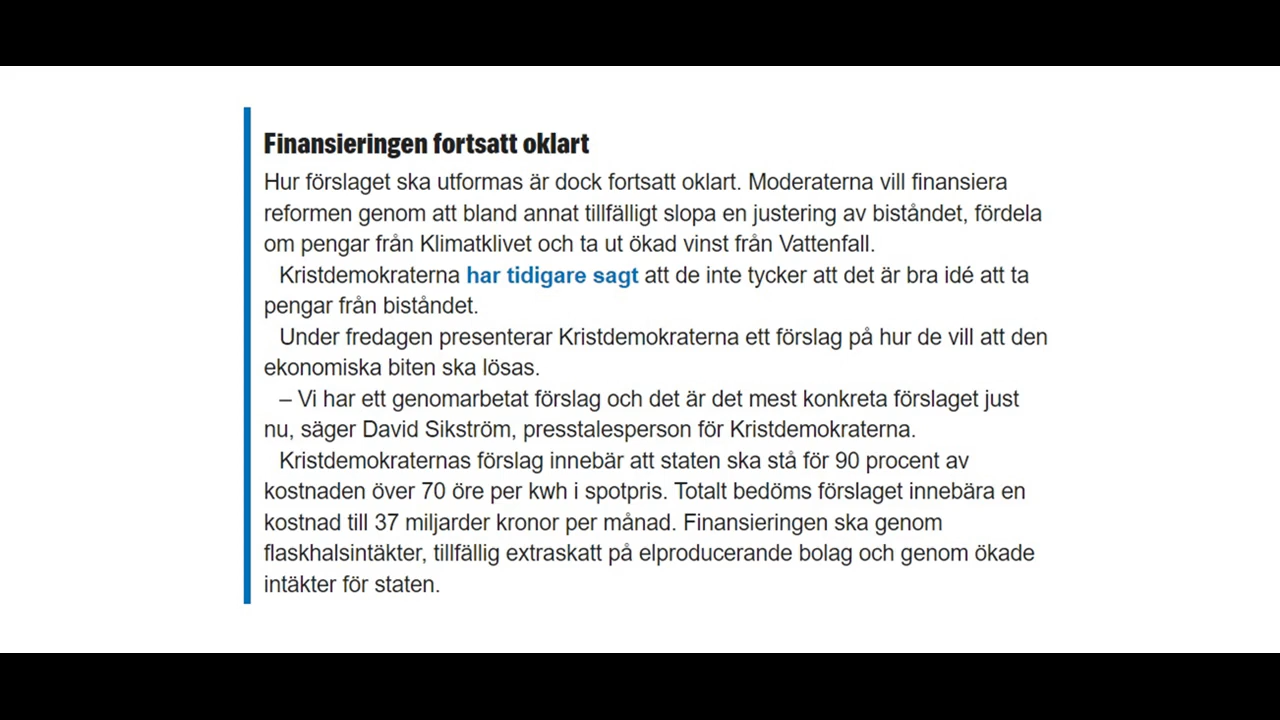 Finansieringen fortsatt oklart
Hur förslaget ska utformas är dock fortsatt oklart. Moderaterna vill finansiera
reformen genom att bland annat tillfälligt slopa en justering av biståndet, fördela
om pengar från Klimatklivet och ta ut ökad vinst från Vattenfall.
Kristdemokraterna har tidigare sagt att de inte tycker att det är bra idé att ta
pengar från biståndet.
Under fredagen presenterar Kristdemokraterna ett förslag på hur de vill att den
ekonomiska biten ska lösas.
– Vi har ett genomarbetat förslag och det är det mest konkreta förslaget just
nu, säger David Sikström, presstalesperson för Kristdemokraterna.
Kristdemokraternas förslag innebär att staten ska stå för 90 procent av
kostnaden över 70 öre per kwh i spotpris. Totalt bedöms förslaget innebära en
kostnad till 37 miljarder kronor per månad. Finansieringen ska genom
flaskhalsintäkter, tillfällig extraskatt på elproducerande bolag och genom ökade
intäkter för staten.